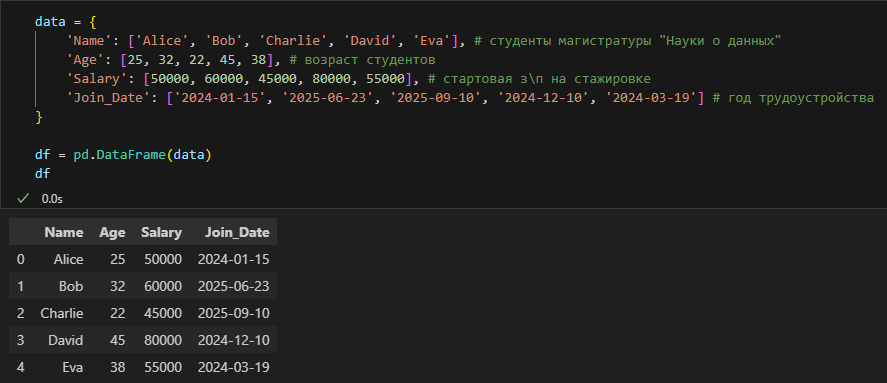 data = {
    'Name': ['Alice', 'Bob', 'Charlie', 'David', 'Eva'], # студенты магистратуры "Науки о данных"
    'Age': [25, 32, 22, 45, 38], # возраст студентов
    'Salary': [50000, 60000, 45000, 80000, 55000], # стартовая з\п на стажировке
    'Join_Date': ['2024-01-15', '2025-06-23', '2025-09-10', '2024-12-10', '2024-03-19'] # год трудоустройства
}
df = pd.DataFrame(data)
df
0.0s
Name Age Salary Join_Date
0 Alice 25 50000 2024-01-15
1 Bob 32 60000 2025-06-23
2 Charlie 22 45000 2025-09-10
3 David 45 80000 2024-12-10
4 Eva 38 55000 2024-03-19